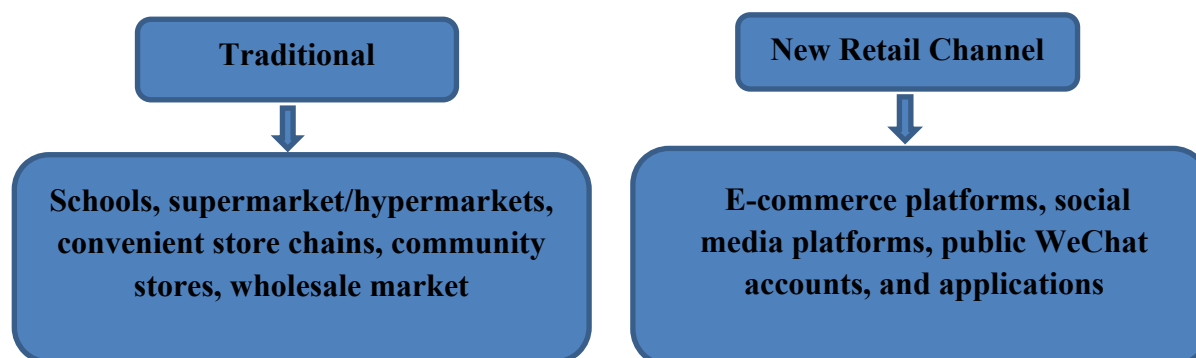 Traditional
Schools, supermarket/hypermarkets,
convenient store chains, community
stores, wholesale market
New Retail Channel
E-commerce platforms, social
media platforms, public WeChat
accounts, and applications